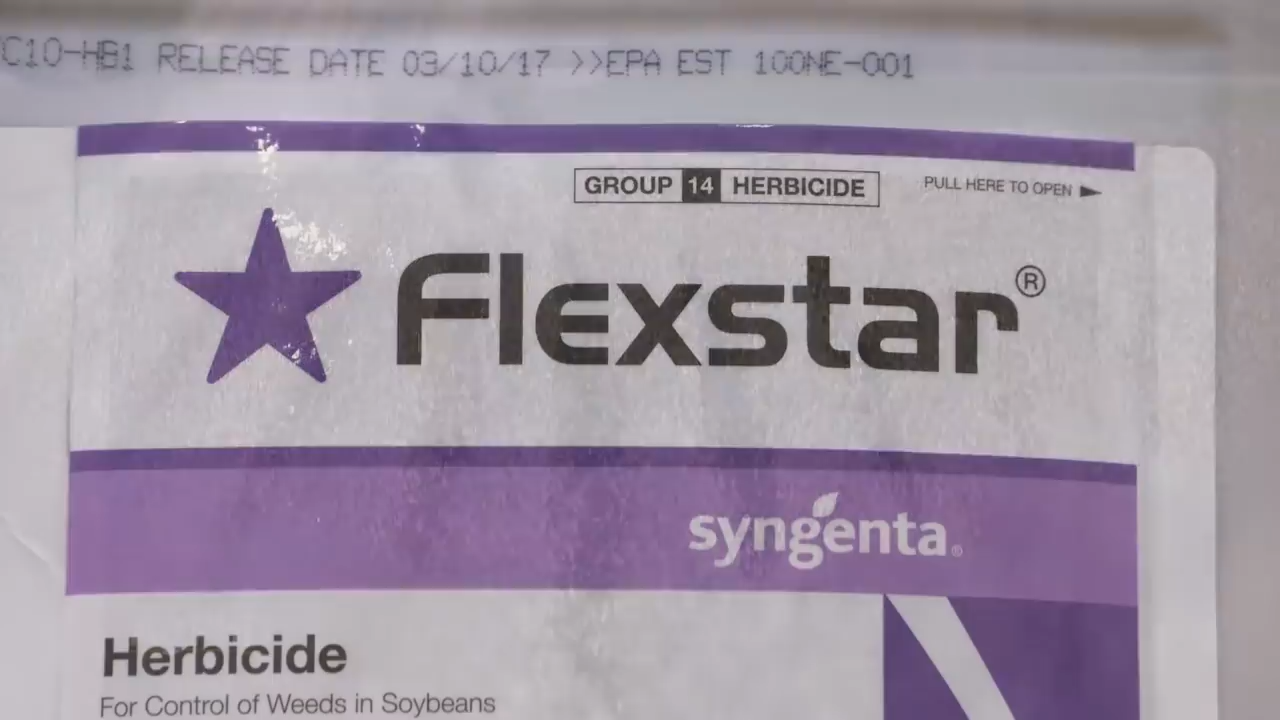 C10-HB1 RELEASE DATE 03/10/17 >>EPA EST 100NE-001
GROUP 14 HERBICIDE
PULL HERE TO OPEN
Flexstar®
syngenta®
Herbicide
For Control of Weeds in Soybeans